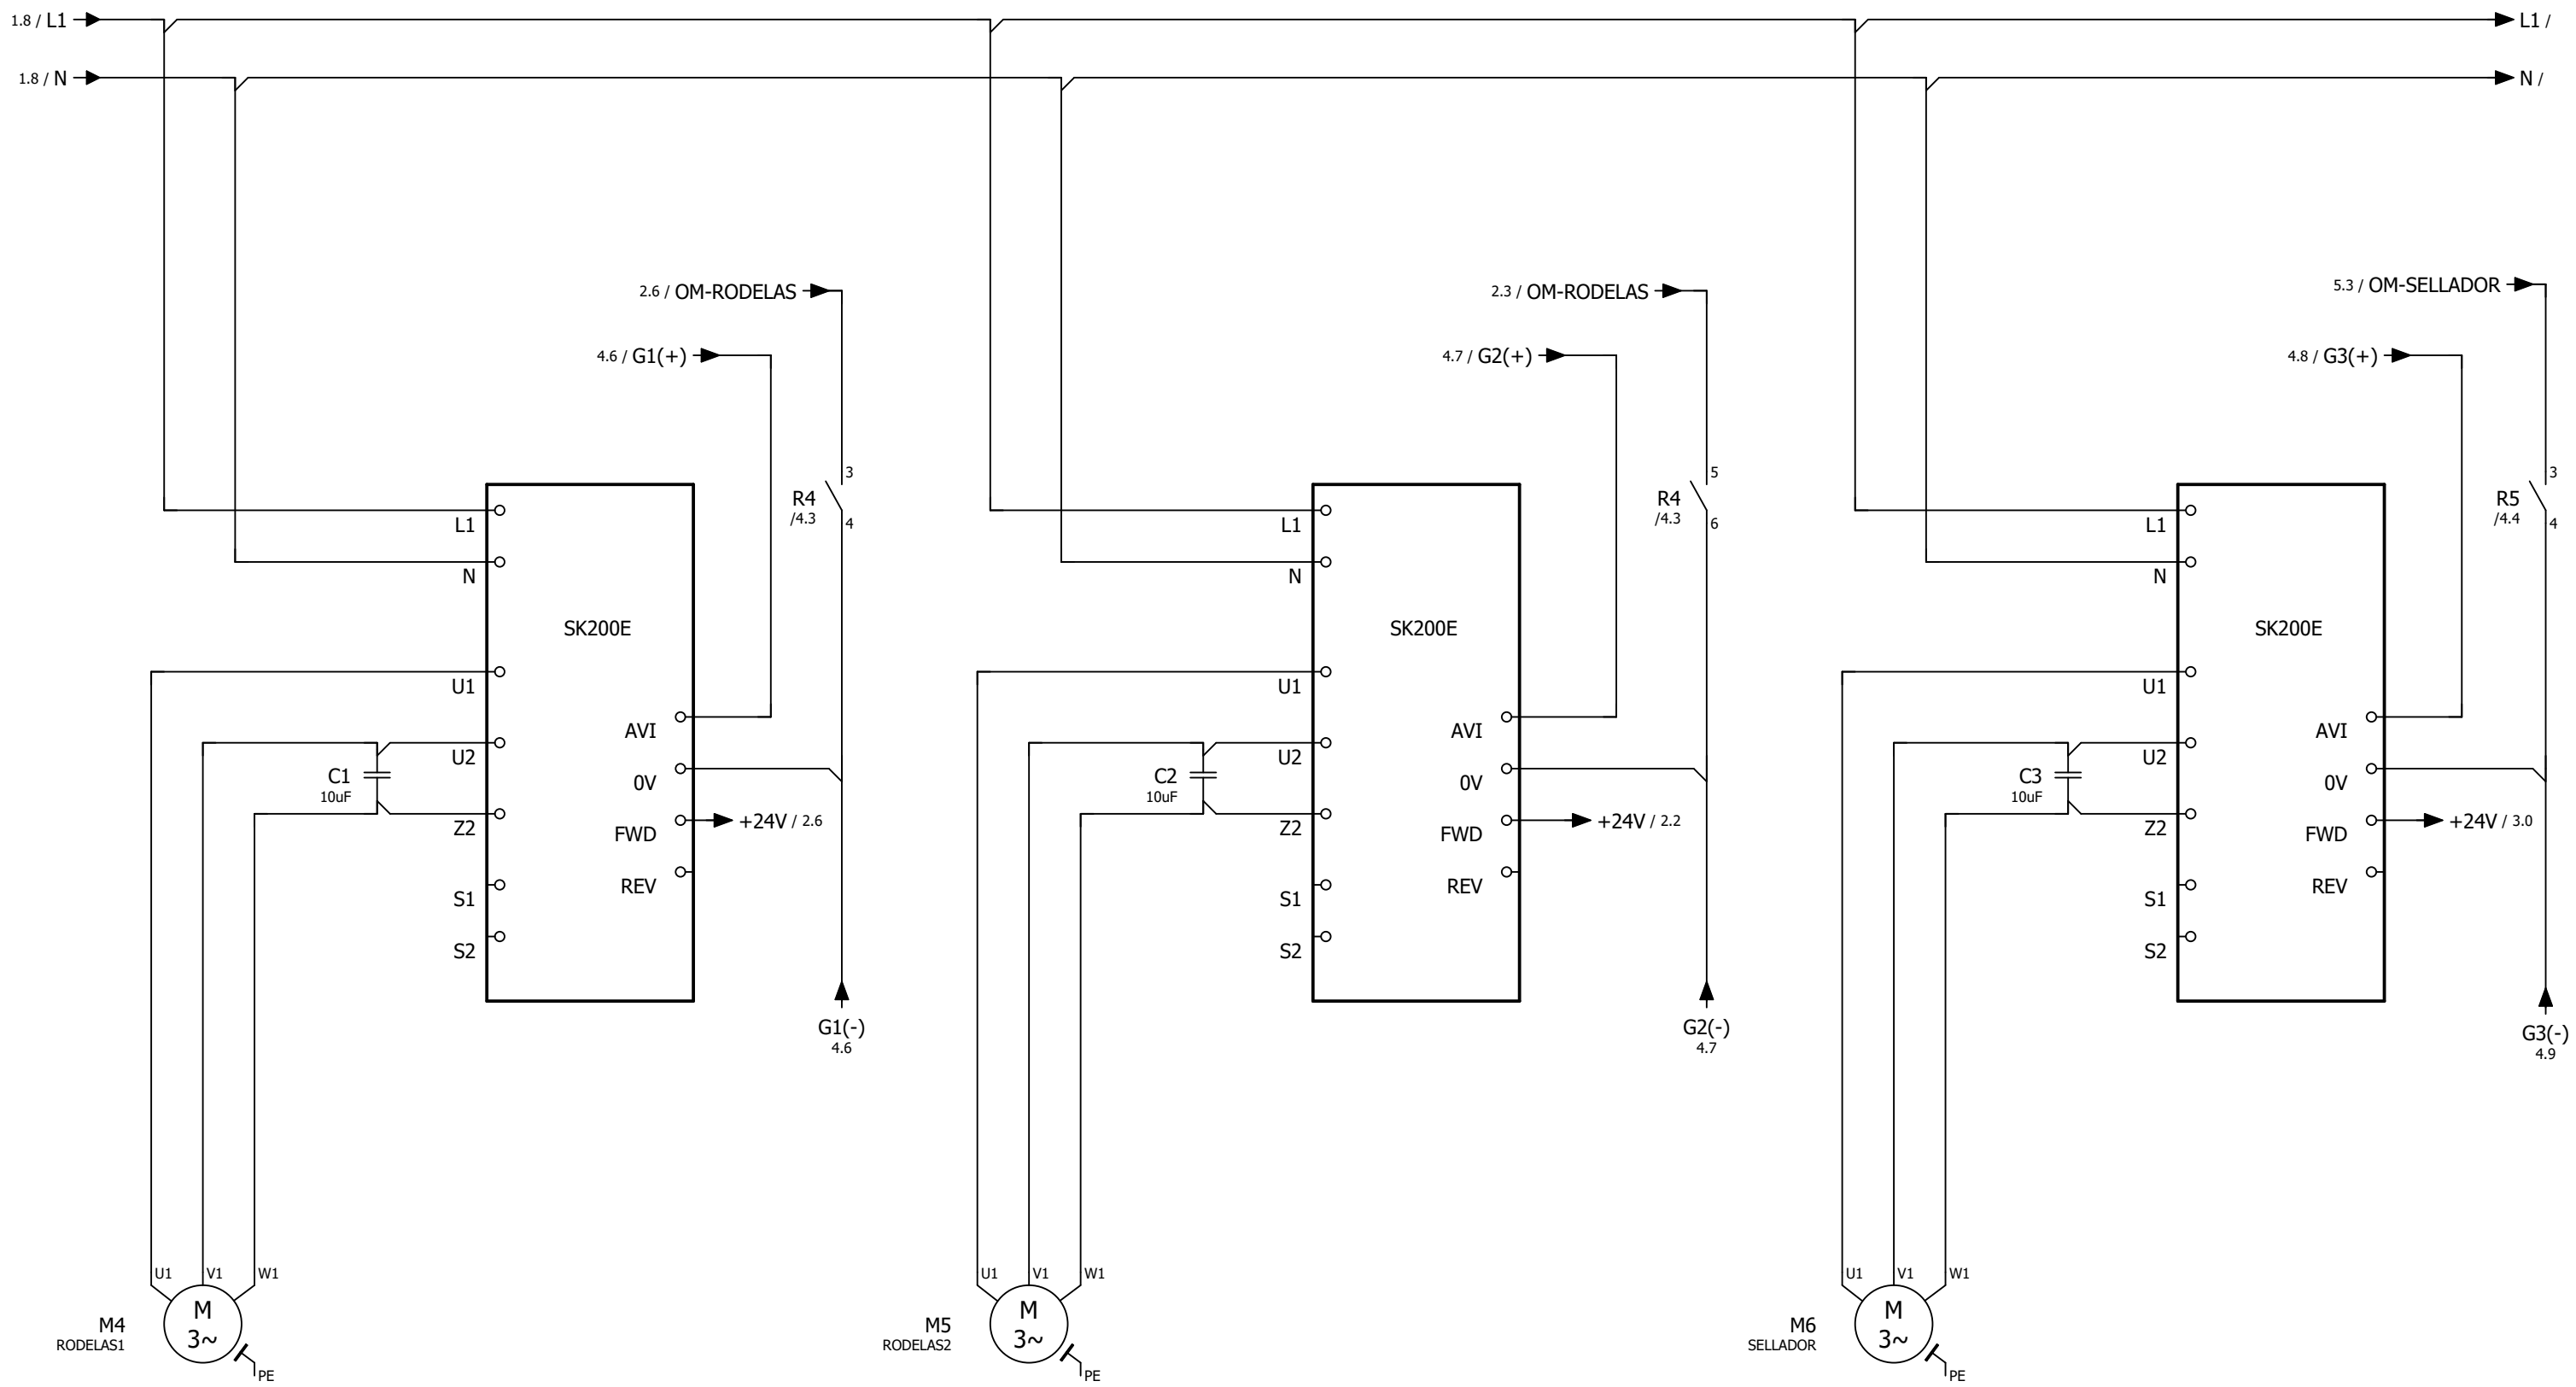 1.8 / L1
L1 /
1.8 / N
N /
2.6 / OM-RODELAS
4.6 / G1(+)
3
R4
/4.3
4
L1
N
SK200E
U1
AVI
U2
C1
10uF
0V
Z2
+24V / 2.6
FWD
REV
S1
S2
G1(-)
4.6
U1
V1
W1
M
3~
M4
RODELAS1
PE
2.3 / OM-RODELAS
4.7 / G2(+)
5
R4
/4.3
6
L1
N
SK200E
U1
AVI
U2
C2
10uF
0V
Z2
+24V / 2.2
FWD
REV
S1
S2
G2(-)
4.7
U1
V1
W1
M
3~
M5
RODELAS2
PE
5.3 / OM-SELLADOR
4.8 / G3(+)
3
R5
/4.4
4
L1
N
SK200E
U1
AVI
U2
C3
10uF
0V
Z2
+24V / 3.0
FWD
REV
S1
S2
G3(-)
4.9
U1
V1
W1
M
3~
M6
SELLADOR
PE